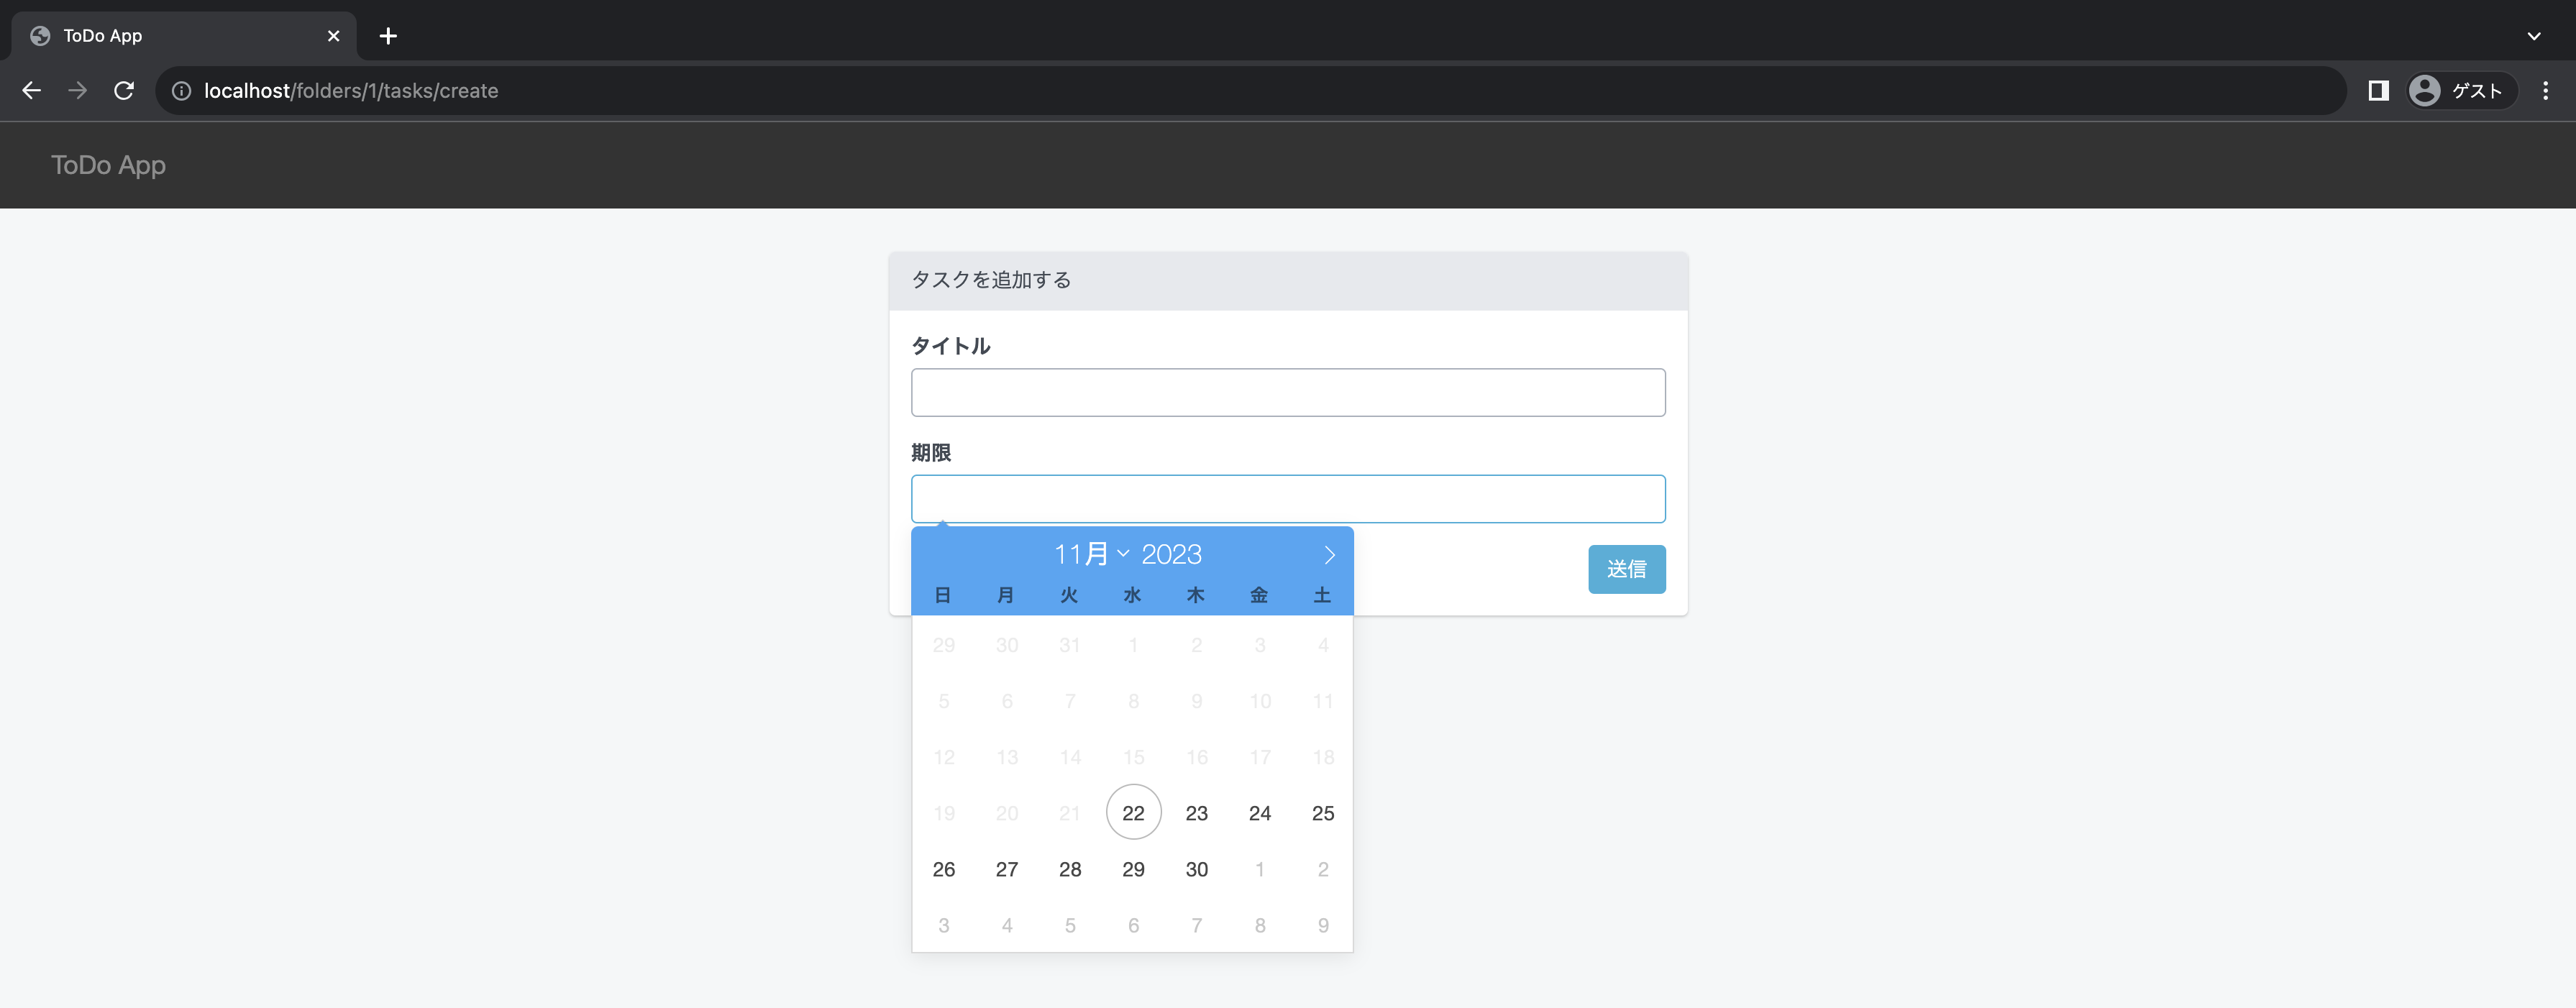 ToDo App
localhost/folders/1/tasks/create
ゲスト
ToDo App
タスクを追加する
タイトル
期限
11月 2023
送信
日 月 火 水 木 金 土
29 30 31 1 2 3 4
5 6 7 8 9 10 11
12 13 14 15 16 17 18
19 20 21 22 23 24 25
26 27 28 29 30 1 2
3 4 5 6 7 8 9